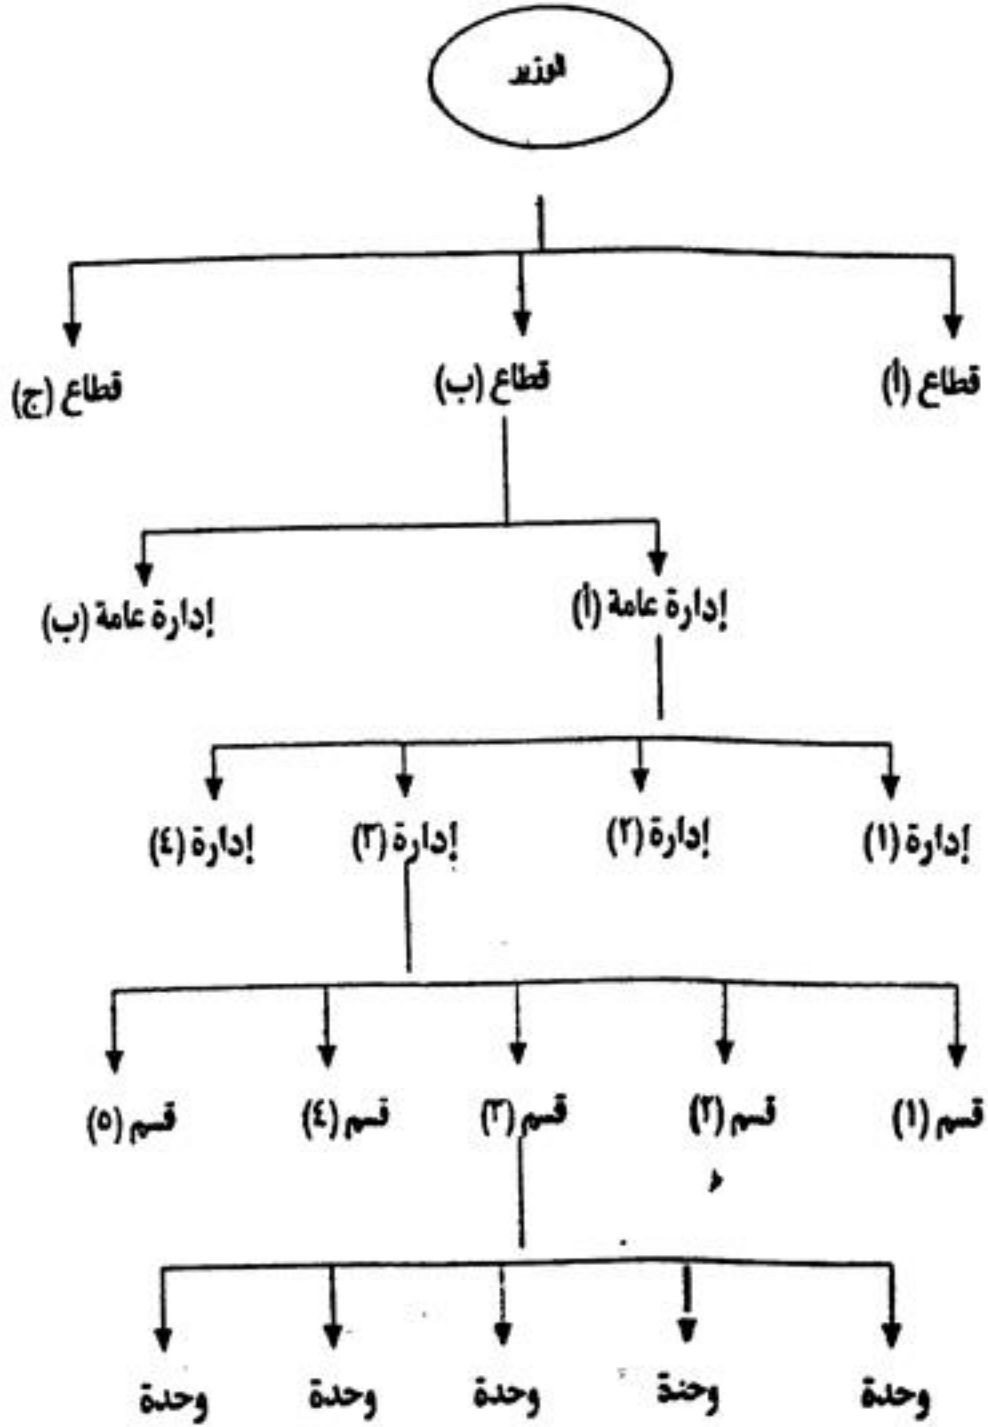 الوزير
قطاع (أ) قطاع (ب) قطاع (ج)
إدارة عامة (أ) إدارة عامة (ب)
إدارة (١) إدارة (٢) إدارة (٣) إدارة (٤)
قسم (١) قسم (٢) قسم (٣) قسم (٤) قسم (٥)
وحدة وحدة وحدة وحدة وحدة